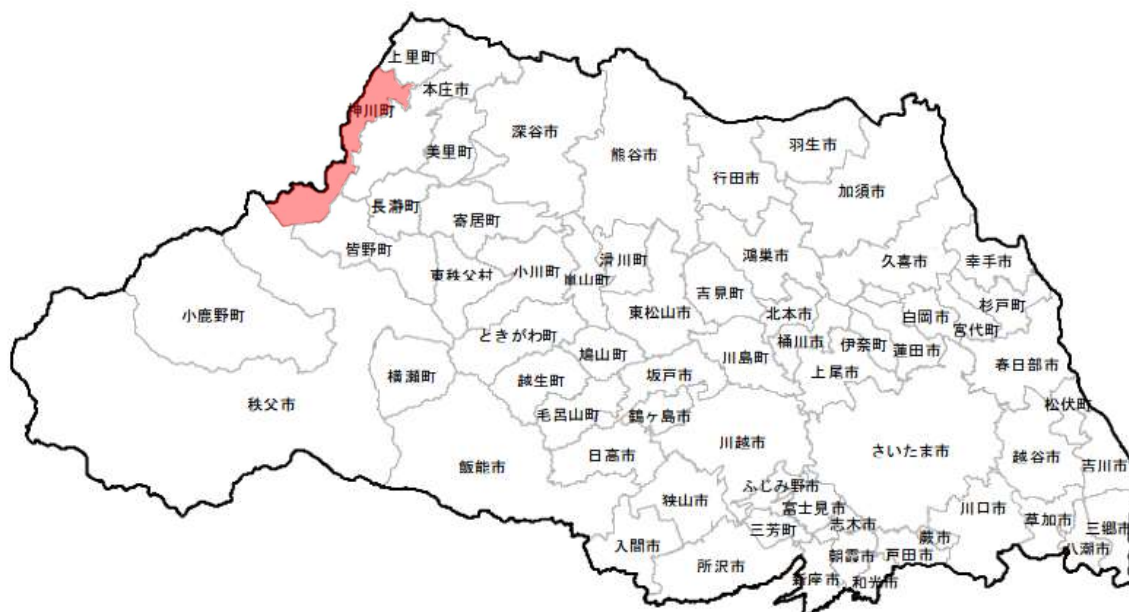 上里町
本庄市
神川町
美里町
深谷市
熊谷市
行田市
羽生市
加須市
長瀞町
寄居町
皆野町
東秩父村
小川町
嵐山町
滑川町
吉見町
鴻巣市
久喜市
幸手市
小鹿野町
東松山市
北本市
白岡市
杉戸町
宮代町
ときがわ町
鳩山町
川島町
桶川市
伊奈町
蓮田市
春日部市
横瀬町
越生町
坂戸市
上尾市
秩父市
毛呂山町
鶴ヶ島市
松伏町
川越市
さいたま市
飯能市
日高市
越谷市
吉川市
狭山市
ふじみ野市
富士見市
川口市
三芳町
志木市
草加市
三郷市
入間市
所沢市
朝霞市
蕨市
戸田市
八潮市
新座市
和光市